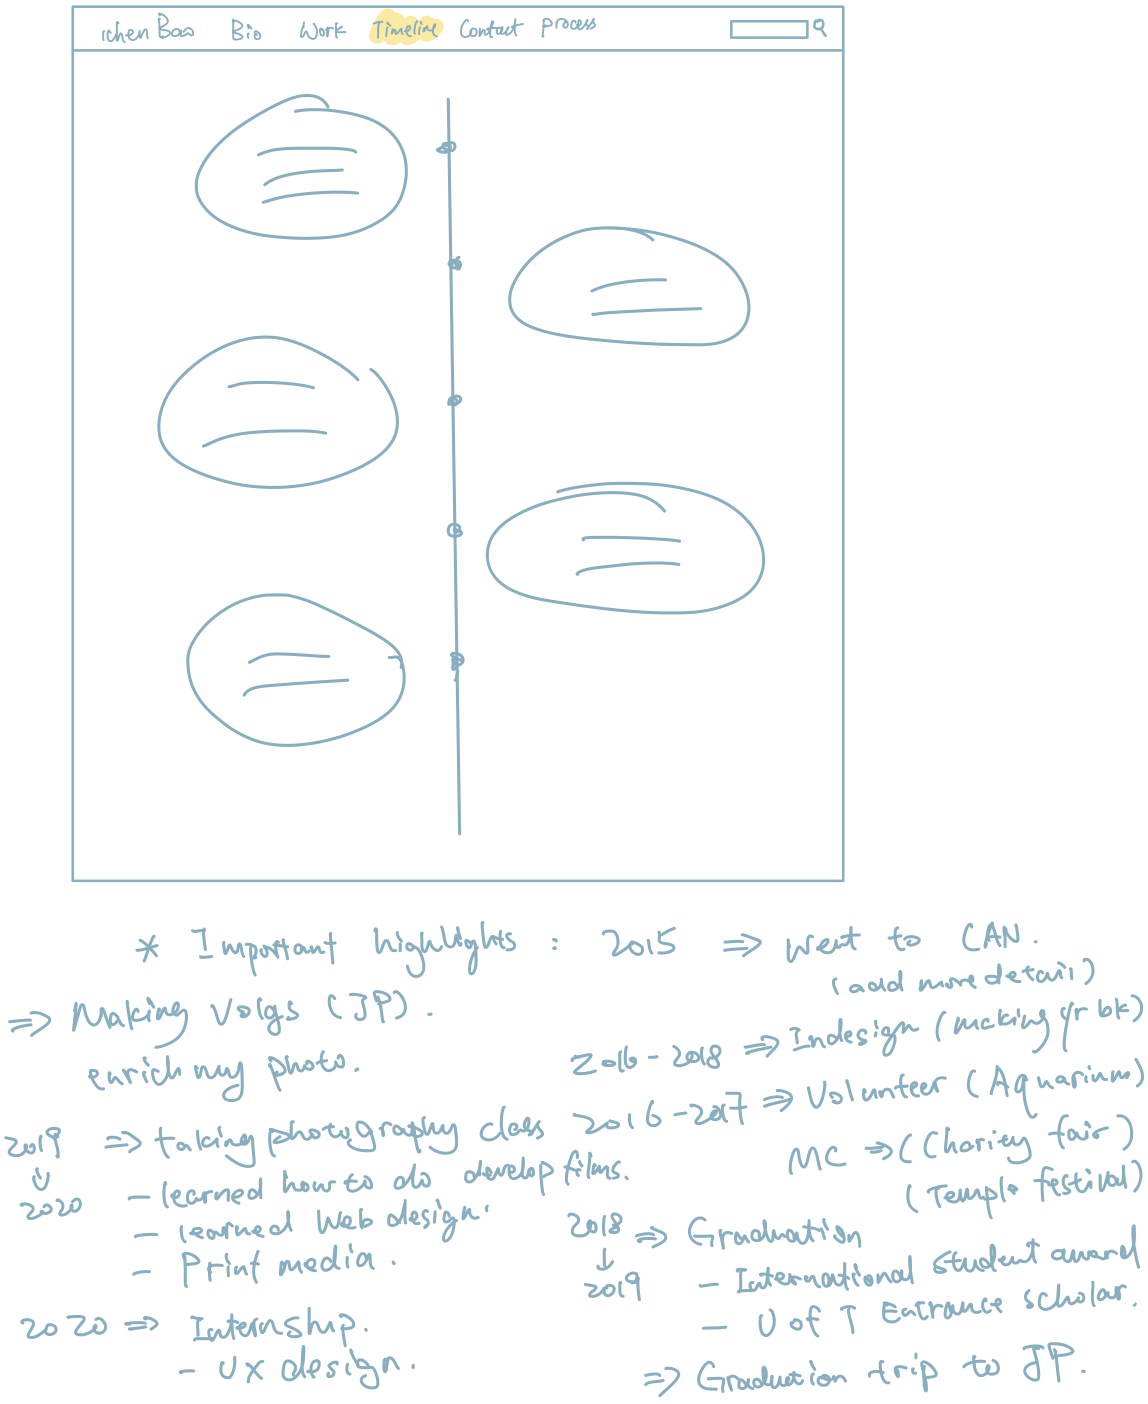 ichen Bao Bio Work Timeline Contact Process
* Important highlights : 2015 => Went to CAN.
(add more detail)
2016 - 2018 => Indesign (making yr bk)
2016 - 2017 => Volunteer (Aquarium)
MC => (Charity fair)
(Temple festival)
2018 => Graduation
↓
2019 - International student award
- U of T Entrance scholar.
=> Graduation trip to JP.
=> Making Volgs (JP).
enrich my photo.
2019 => taking photography class
↓
2020 - learned how to do develop films.
- learned Web design.
- Print media.
2020 => Internship.
- UX design.